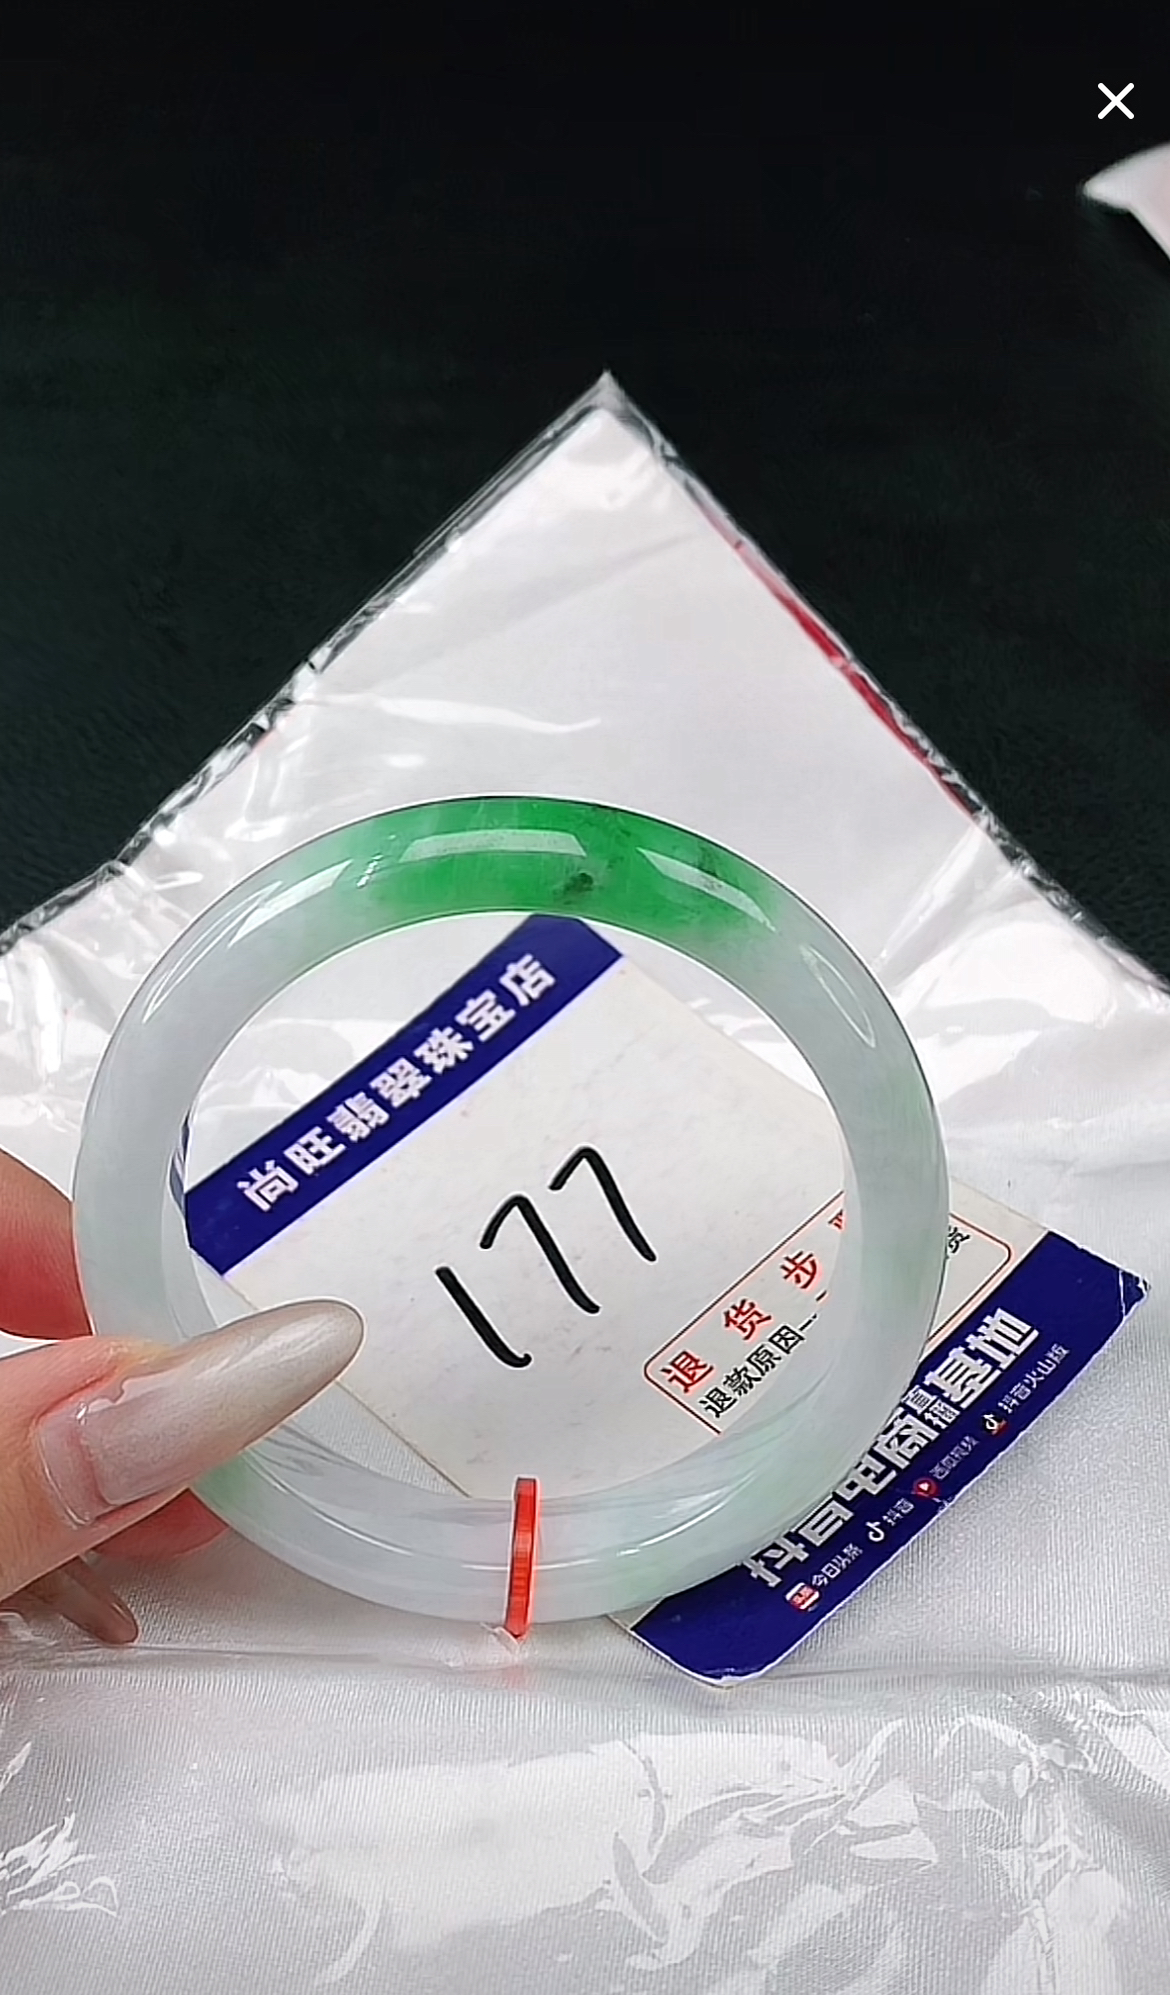 尚旺翡翠珠宝店
177
退货步
退款原因—
货
抖音电商直播基地
今日头条 抖音 西瓜视频 抖音火山版